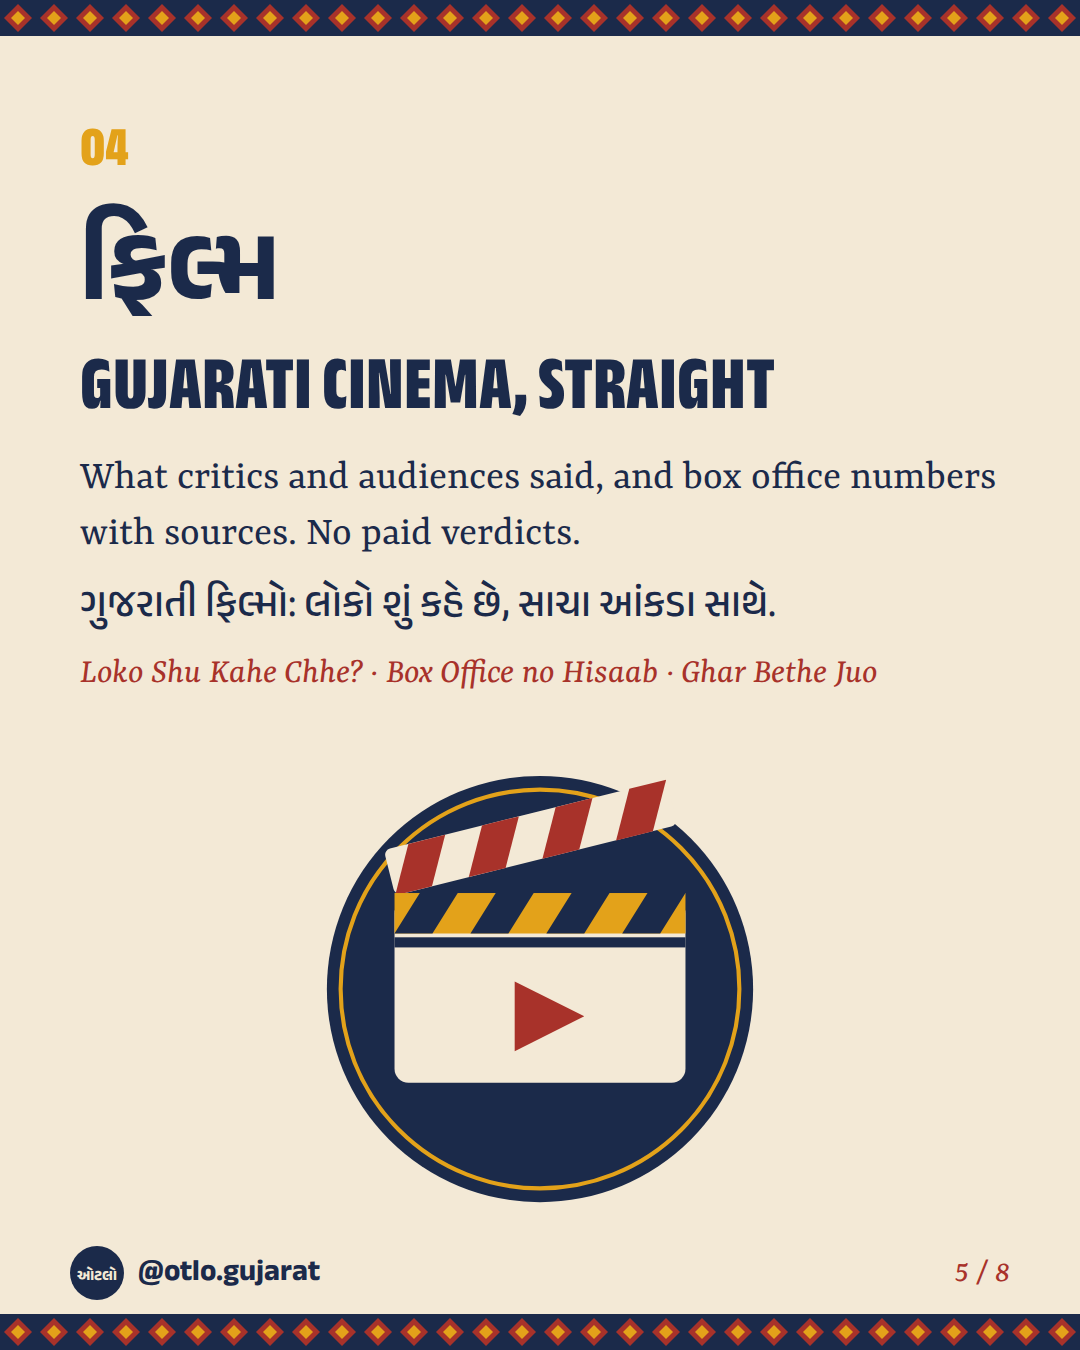 04
ફિલ્મ
GUJARATI CINEMA, STRAIGHT
What critics and audiences said, and box office numbers
with sources. No paid verdicts.
ગુજરાતી ફિલ્મો: લોકો શું કહે છે, સાચા આંકડા સાથે.
Loko Shu Kahe Chhe? · Box Office no Hisaab · Ghar Bethe Juo
ઓટલો
@otlo.gujarat
5 / 8